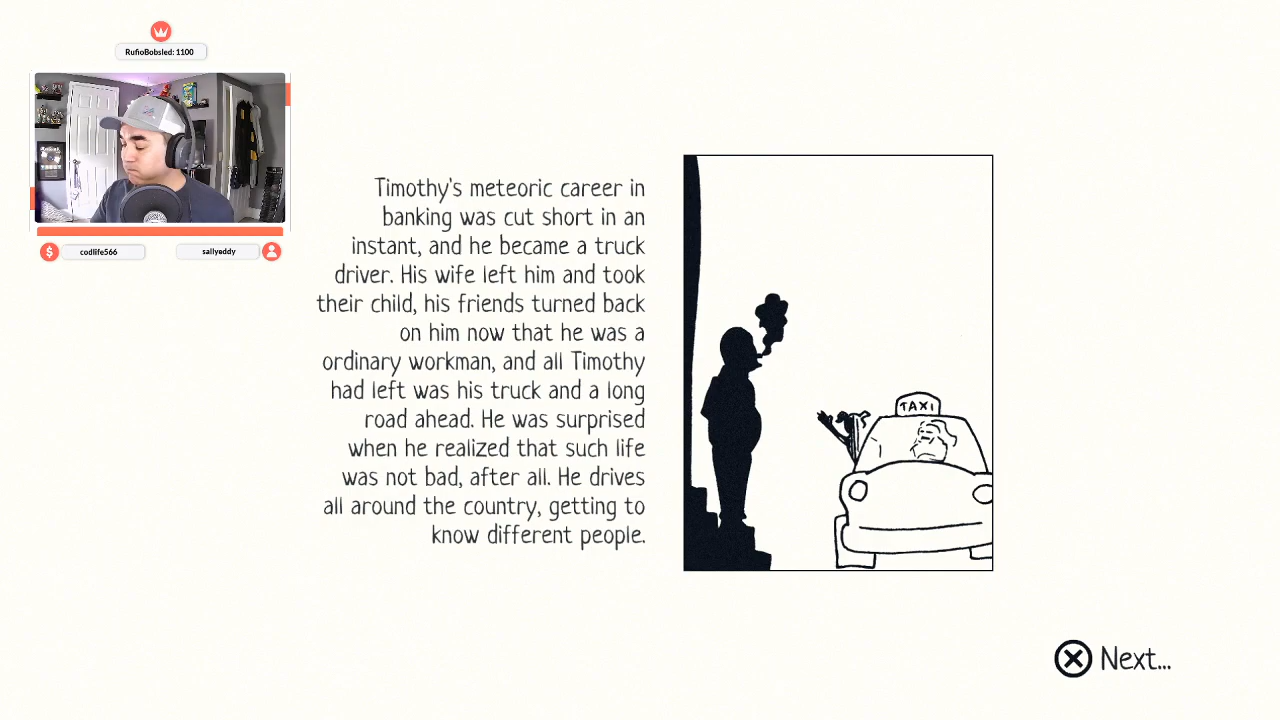 RufioBobsled: 1100
codlife566
sallyeddy
Timothy's meteoric career in
banking was cut short in an
instant, and he became a truck
driver. His wife left him and took
their child, his friends turned back
on him now that he was a
ordinary workman, and all Timothy
had left was his truck and a long
road ahead. He was surprised
when he realized that such life
was not bad, after all. He drives
all around the country, getting to
know different people.
TAXI
Next...